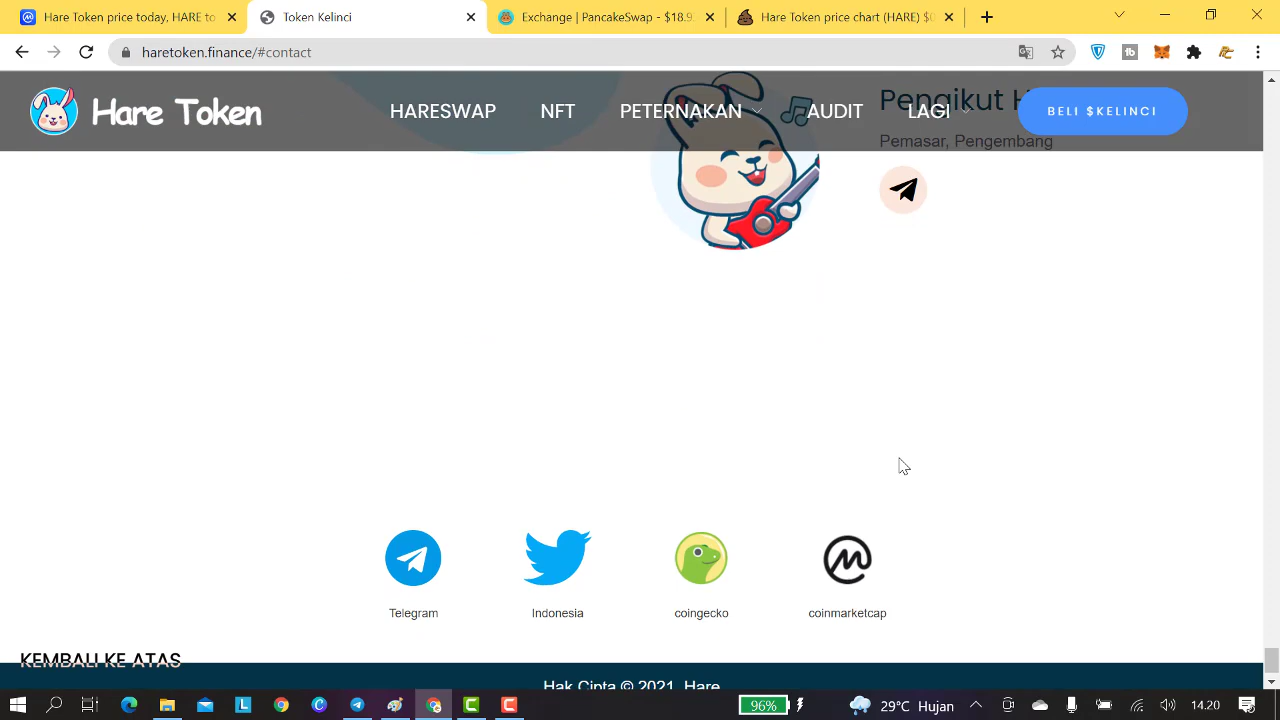 Hare Token price today, HARE to
Token Kelinci
Exchange | PancakeSwap - $18.9
Hare Token price chart (HARE) $0
haretoken.finance/#contact
Hare Token
HARESWAP
NFT
PETERNAKAN
AUDIT
LAGI
BELI $KELINCI
Pengikut
Pemasar, Pengembang
Telegram
Indonesia
coingecko
coinmarketcap
KEMBALI KE ATAS
Hak Cipta © 2021, Hare
96%
29°C Hujan
14.20